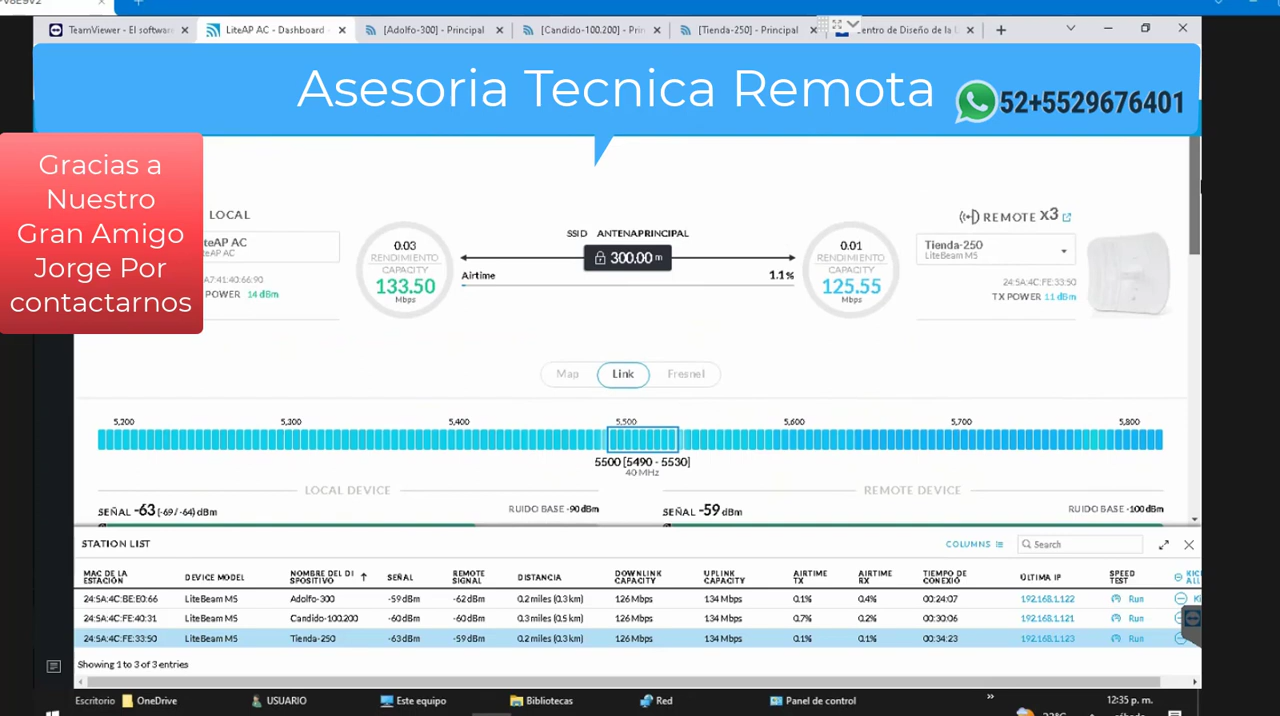 TeamViewer - El software
LiteAP AC - Dashboard -
[Adolfo-300] - Principal
[Candido-100.200] - Princ
[Tienda-250] - Principal
entro de Diseño de la
Asesoria Tecnica Remota
52+5529676401
Gracias a
Nuestro
Gran Amigo
Jorge Por
contactarnos
LOCAL
teAP AC
teAP AC
A7:41:40:66:90
POWER 14 dBm
0.03
RENDIMIENTO
CAPACITY
133.50
Mbps
SSID ANTENAPRINCIPAL
300.00 m
Airtime
1.1 %
0.01
RENDIMIENTO
CAPACITY
125.55
Mbps
REMOTE x3
Tienda-250
LiteBeam M5
24:5A:4C:FE:33:50
TX POWER 11 dBm
Map Link Fresnel
5,200 5,300 5,400 5,500 5,600 5,700 5,800
5500 [5490 - 5530]
40 MHz
LOCAL DEVICE
REMOTE DEVICE
SEÑAL -63 (-69 / -64) dBm
RUIDO BASE -90 dBm
SEÑAL -59 dBm
RUIDO BASE -100 dBm
STATION LIST
COLUMNS
Search
MAC DE LA ESTACIÓN NOMBRE DEL DISPOSITIVO
DEVICE MODEL
SEÑAL
REMOTE SIGNAL
DISTANCIA
DOWNLINK CAPACITY
UPLINK CAPACITY
AIRTIME TX
AIRTIME RX
TIEMPO DE CONEXIÓ
ÚLTIMA IP
SPEED TEST
KIC ALL
24:5A:4C:BE:E0:66 LiteBeam M5 Adolfo-300 -59 dBm -62 dBm 0.2 miles (0.3 km) 126 Mbps 134 Mbps 0.1% 0.4% 00:24:07 192.168.1.122 Run Ki
24:5A:4C:FE:40:31 LiteBeam M5 Candido-100.200 -60 dBm -60 dBm 0.3 miles (0.5 km) 126 Mbps 134 Mbps 0.7% 0.2% 00:30:06 192.168.1.121 Run
24:5A:4C:FE:33:50 LiteBeam M5 Tienda-250 -63 dBm -59 dBm 0.2 miles (0.3 km) 126 Mbps 134 Mbps 0.1% 0.1% 00:34:23 192.168.1.123 Run
Showing 1 to 3 of 3 entries
Escritorio OneDrive USUARIO Este equipo Bibliotecas Red Panel de control » 12:35 p. m.